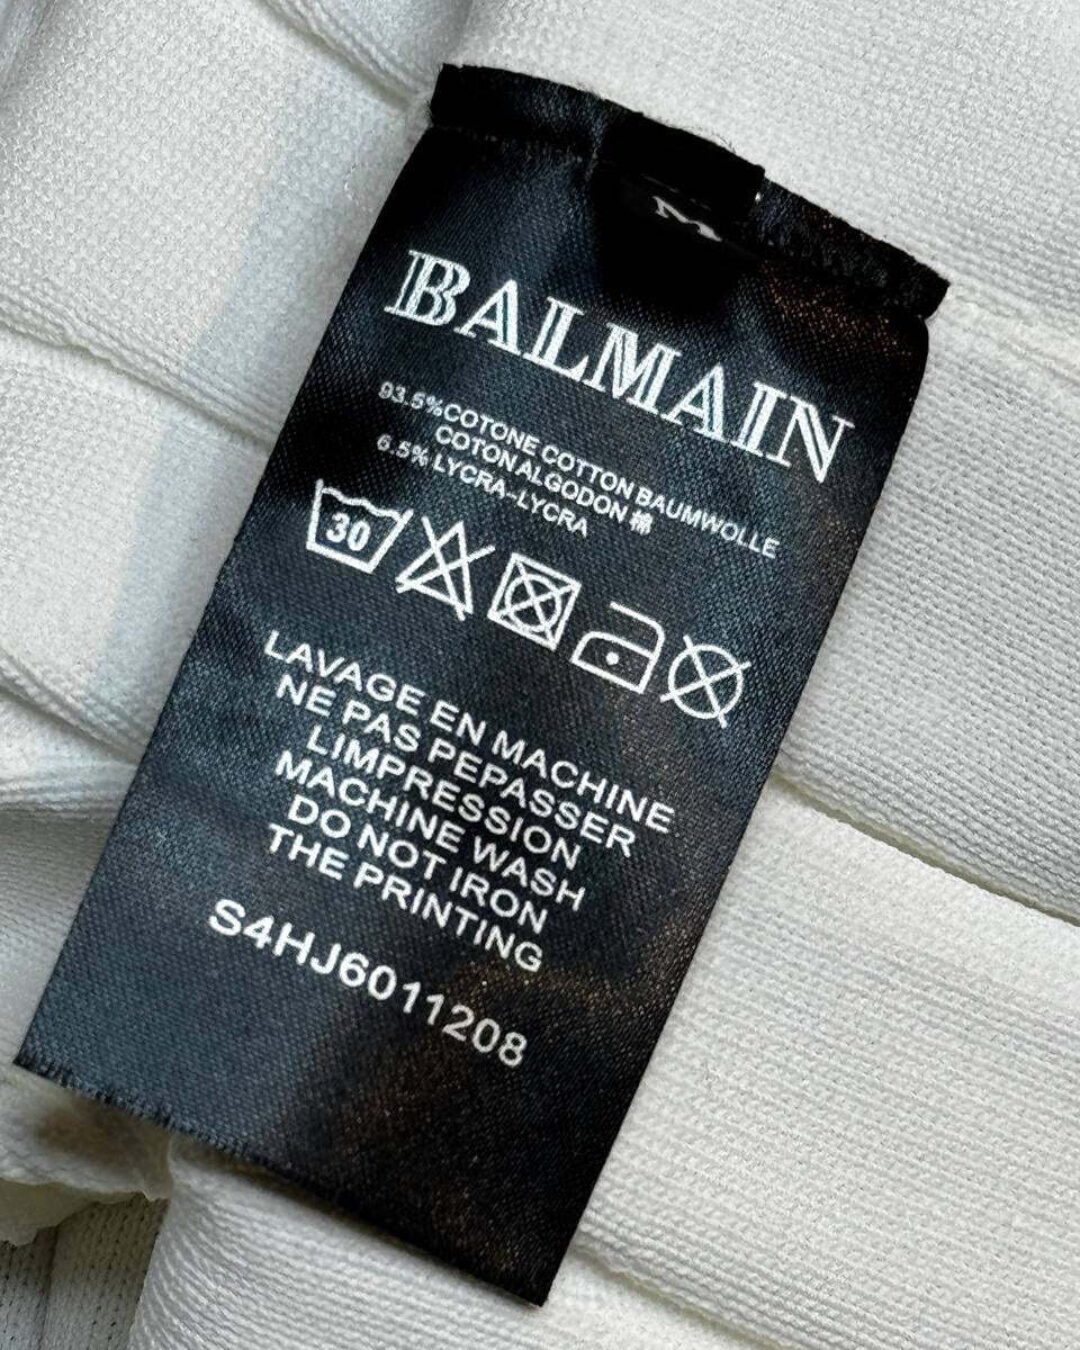 M
BALMAIN
93.5%COTONE COTTON BAUMWOLLE
COTON ALGODON 棉
6.5% LYCRA-LYCRA
30
LAVAGE EN MACHINE
NE PAS PEPASSER
LIMPRESSION
MACHINE WASH
DO NOT IRON
THE PRINTING
S4HJ6011208